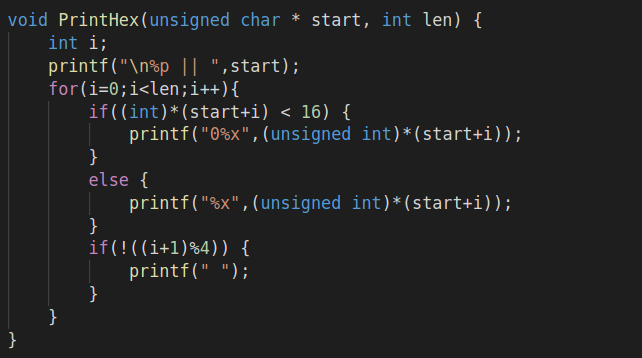 void PrintHex(unsigned char * start, int len) {
    int i;
    printf("\n%p || ",start);
    for(i=0;i<len;i++){
        if((int)*(start+i) < 16) {
            printf("0%x",(unsigned int)*(start+i));
        }
        else {
            printf("%x",(unsigned int)*(start+i));
        }
        if(!((i+1)%4)) {
            printf(" ");
        }
    }
}